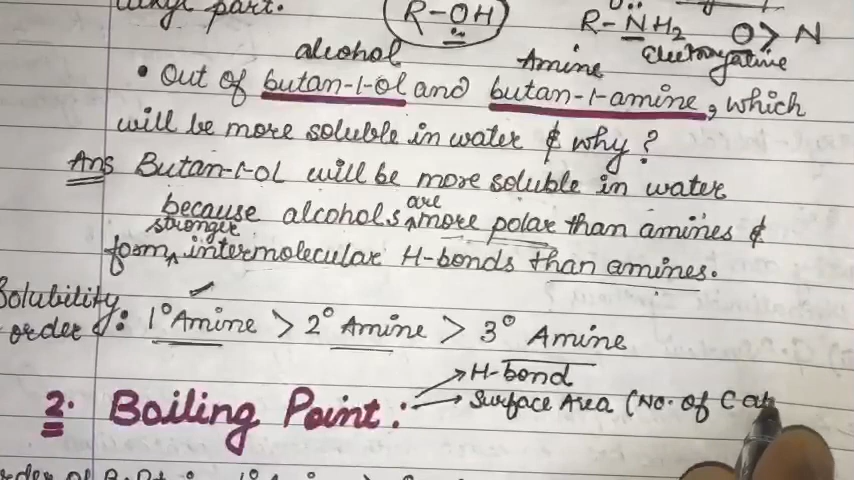 alkyl part.
R-OH R-NH2 O > N
alcohol Amine Electronegative
• Out of butan-1-ol and butan-1-amine, which
will be more soluble in water & why?
Ans Butan-1-ol will be more soluble in water
because alcohols are more polar than amines &
form stronger intermolecular H-bonds than amines.
Solubility order: 1° Amine > 2° Amine > 3° Amine
2. Boiling Point: → H-bond
→ Surface Area (No. of C at